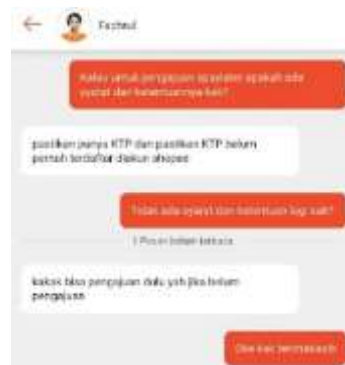 Fachrul
Kalau untuk pengajuan spaylater apakah ada
syarat dan ketentuannya kak?
pastikan punya KTP dan pastikan KTP belum
pernah terdaftar diakun shopee
Tidak ada syarat dan ketentuan lagi kak?
1 Pesan belum terbaca
kakak bisa pengajuan dulu yah jika belum
pengajuan
Oke kak terimakasih